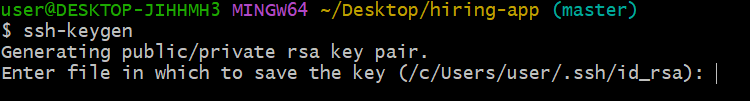 user@DESKTOP-JIHHMH3 MINGW64 ~/Desktop/hiring-app (master)
$ ssh-keygen
Generating public/private rsa key pair.
Enter file in which to save the key (/c/Users/user/.ssh/id_rsa):